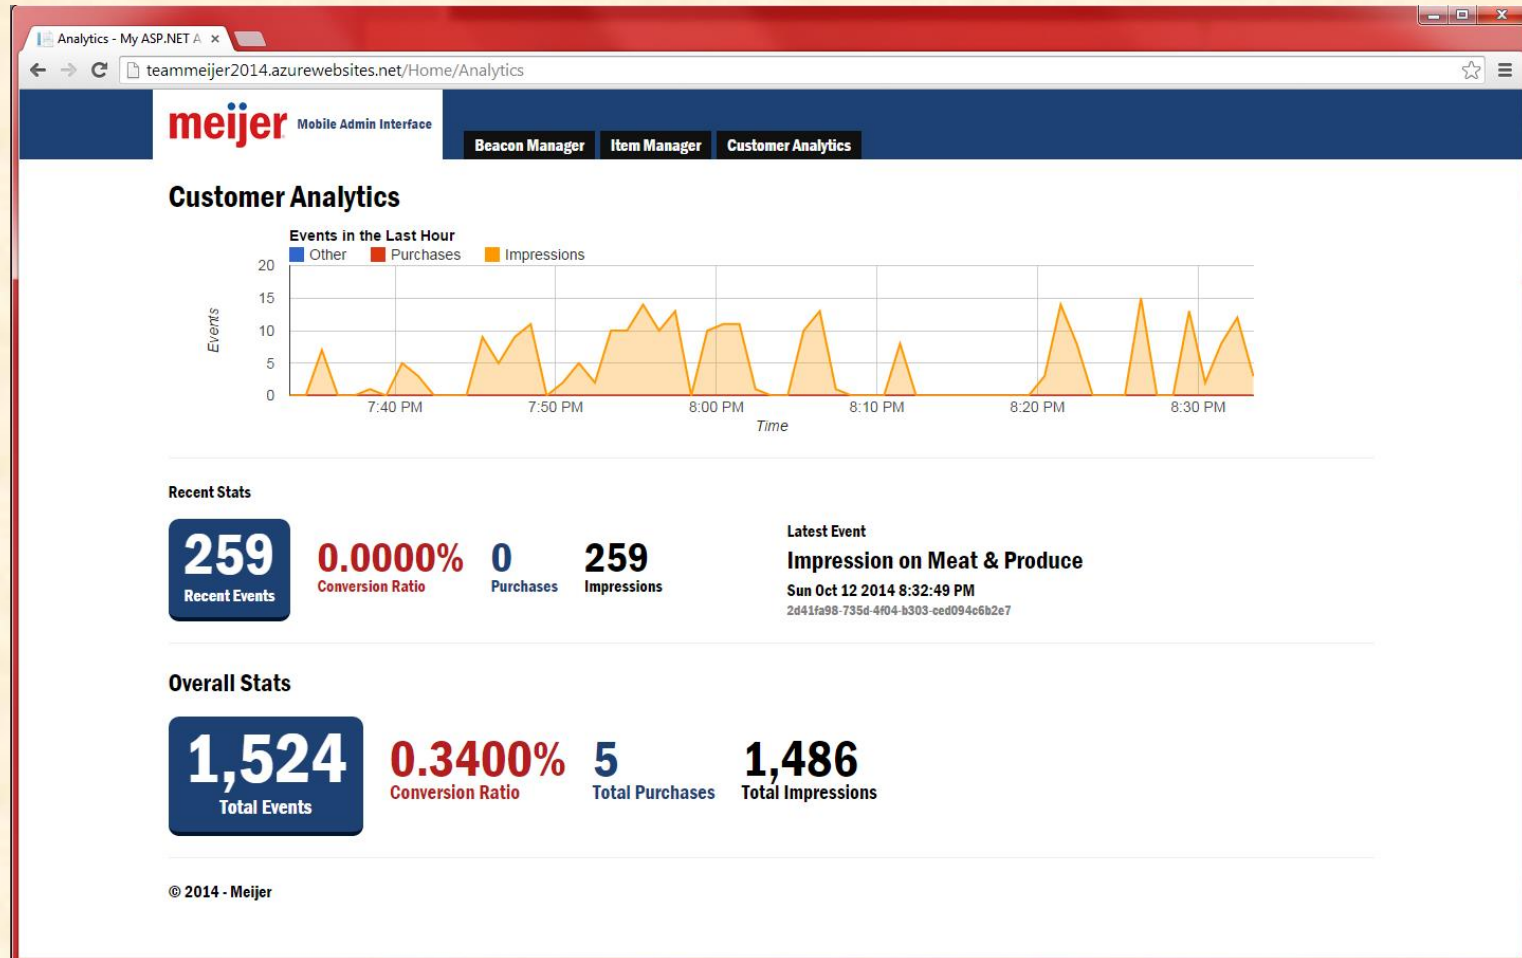 Analytics - My ASP.NET A ×
teammeijer2014.azurewebsites.net/Home/Analytics
meijer Mobile Admin Interface
Beacon Manager Item Manager Customer Analytics
Customer Analytics
Events in the Last Hour
Other Purchases Impressions
20
15
10
5
0
Events
7:40 PM 7:50 PM 8:00 PM 8:10 PM 8:20 PM 8:30 PM
Time
Recent Stats
259
Recent Events
0.0000%
Conversion Ratio
0
Purchases
259
Impressions
Latest Event
Impression on Meat & Produce
Sun Oct 12 2014 8:32:49 PM
2d41fa98-735d-4f04-b303-ced094c6b2e7
Overall Stats
1,524
Total Events
0.3400%
Conversion Ratio
5
Total Purchases
1,486
Total Impressions
© 2014 - Meijer